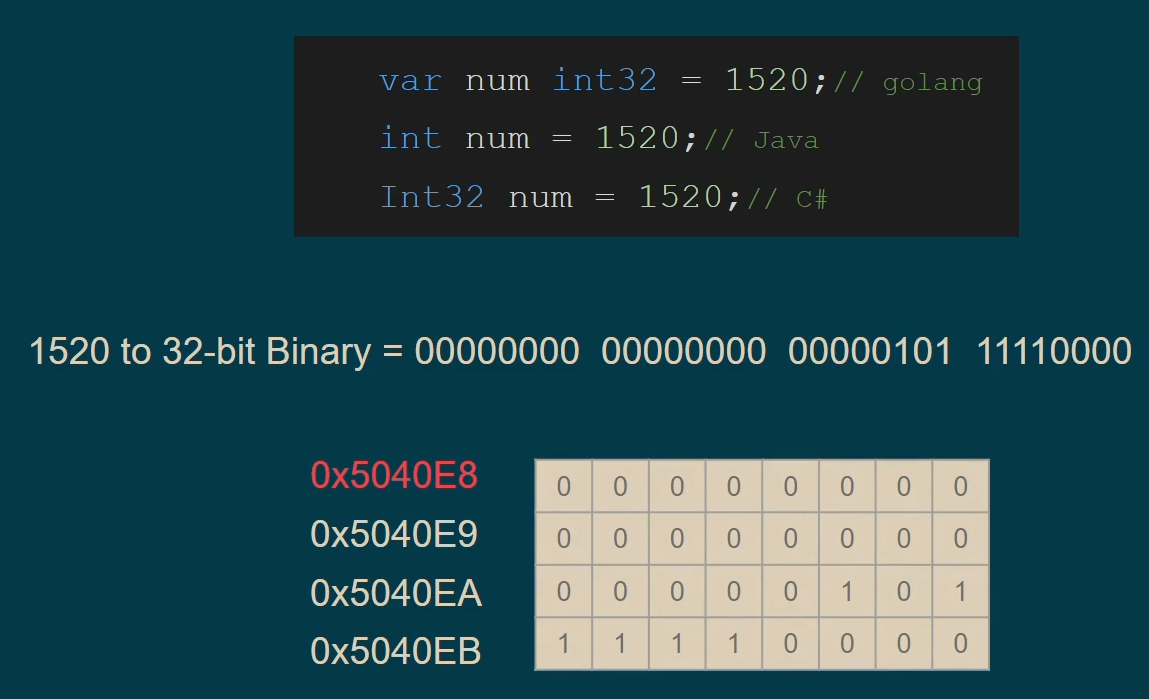 var num int32 = 1520;// golang
int num = 1520;// Java
Int32 num = 1520;// C#
1520 to 32-bit Binary = 00000000 00000000 00000101 11110000
0x5040E8 0 0 0 0 0 0 0 0
0x5040E9 0 0 0 0 0 0 0 0
0x5040EA 0 0 0 0 0 1 0 1
0x5040EB 1 1 1 1 0 0 0 0